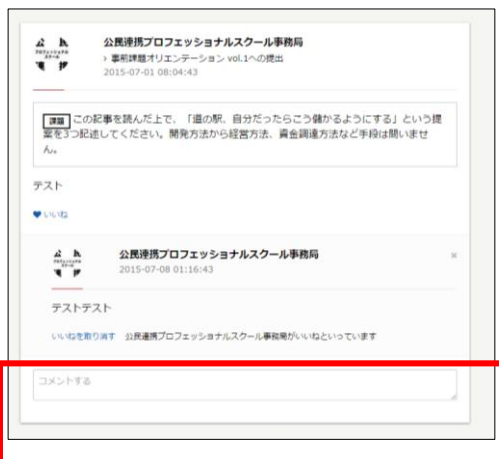 公民連携プロフェッショナルスクール事務局
› 事前課題オリエンテーション vol.1への提出
2015-07-01 08:04:43
課題 この記事を読んだ上で、「道の駅、自分だったらこう儲かるようにする」という提
案を3つ記述してください。開発方法から経営方法、資金調達方法など手段は問いませ
ん。
テスト
いいね
公民連携プロフェッショナルスクール事務局
2015-07-08 01:16:43
テストテスト
いいねを取り消す 公民連携プロフェッショナルスクール事務局がいいねといっています
コメントする